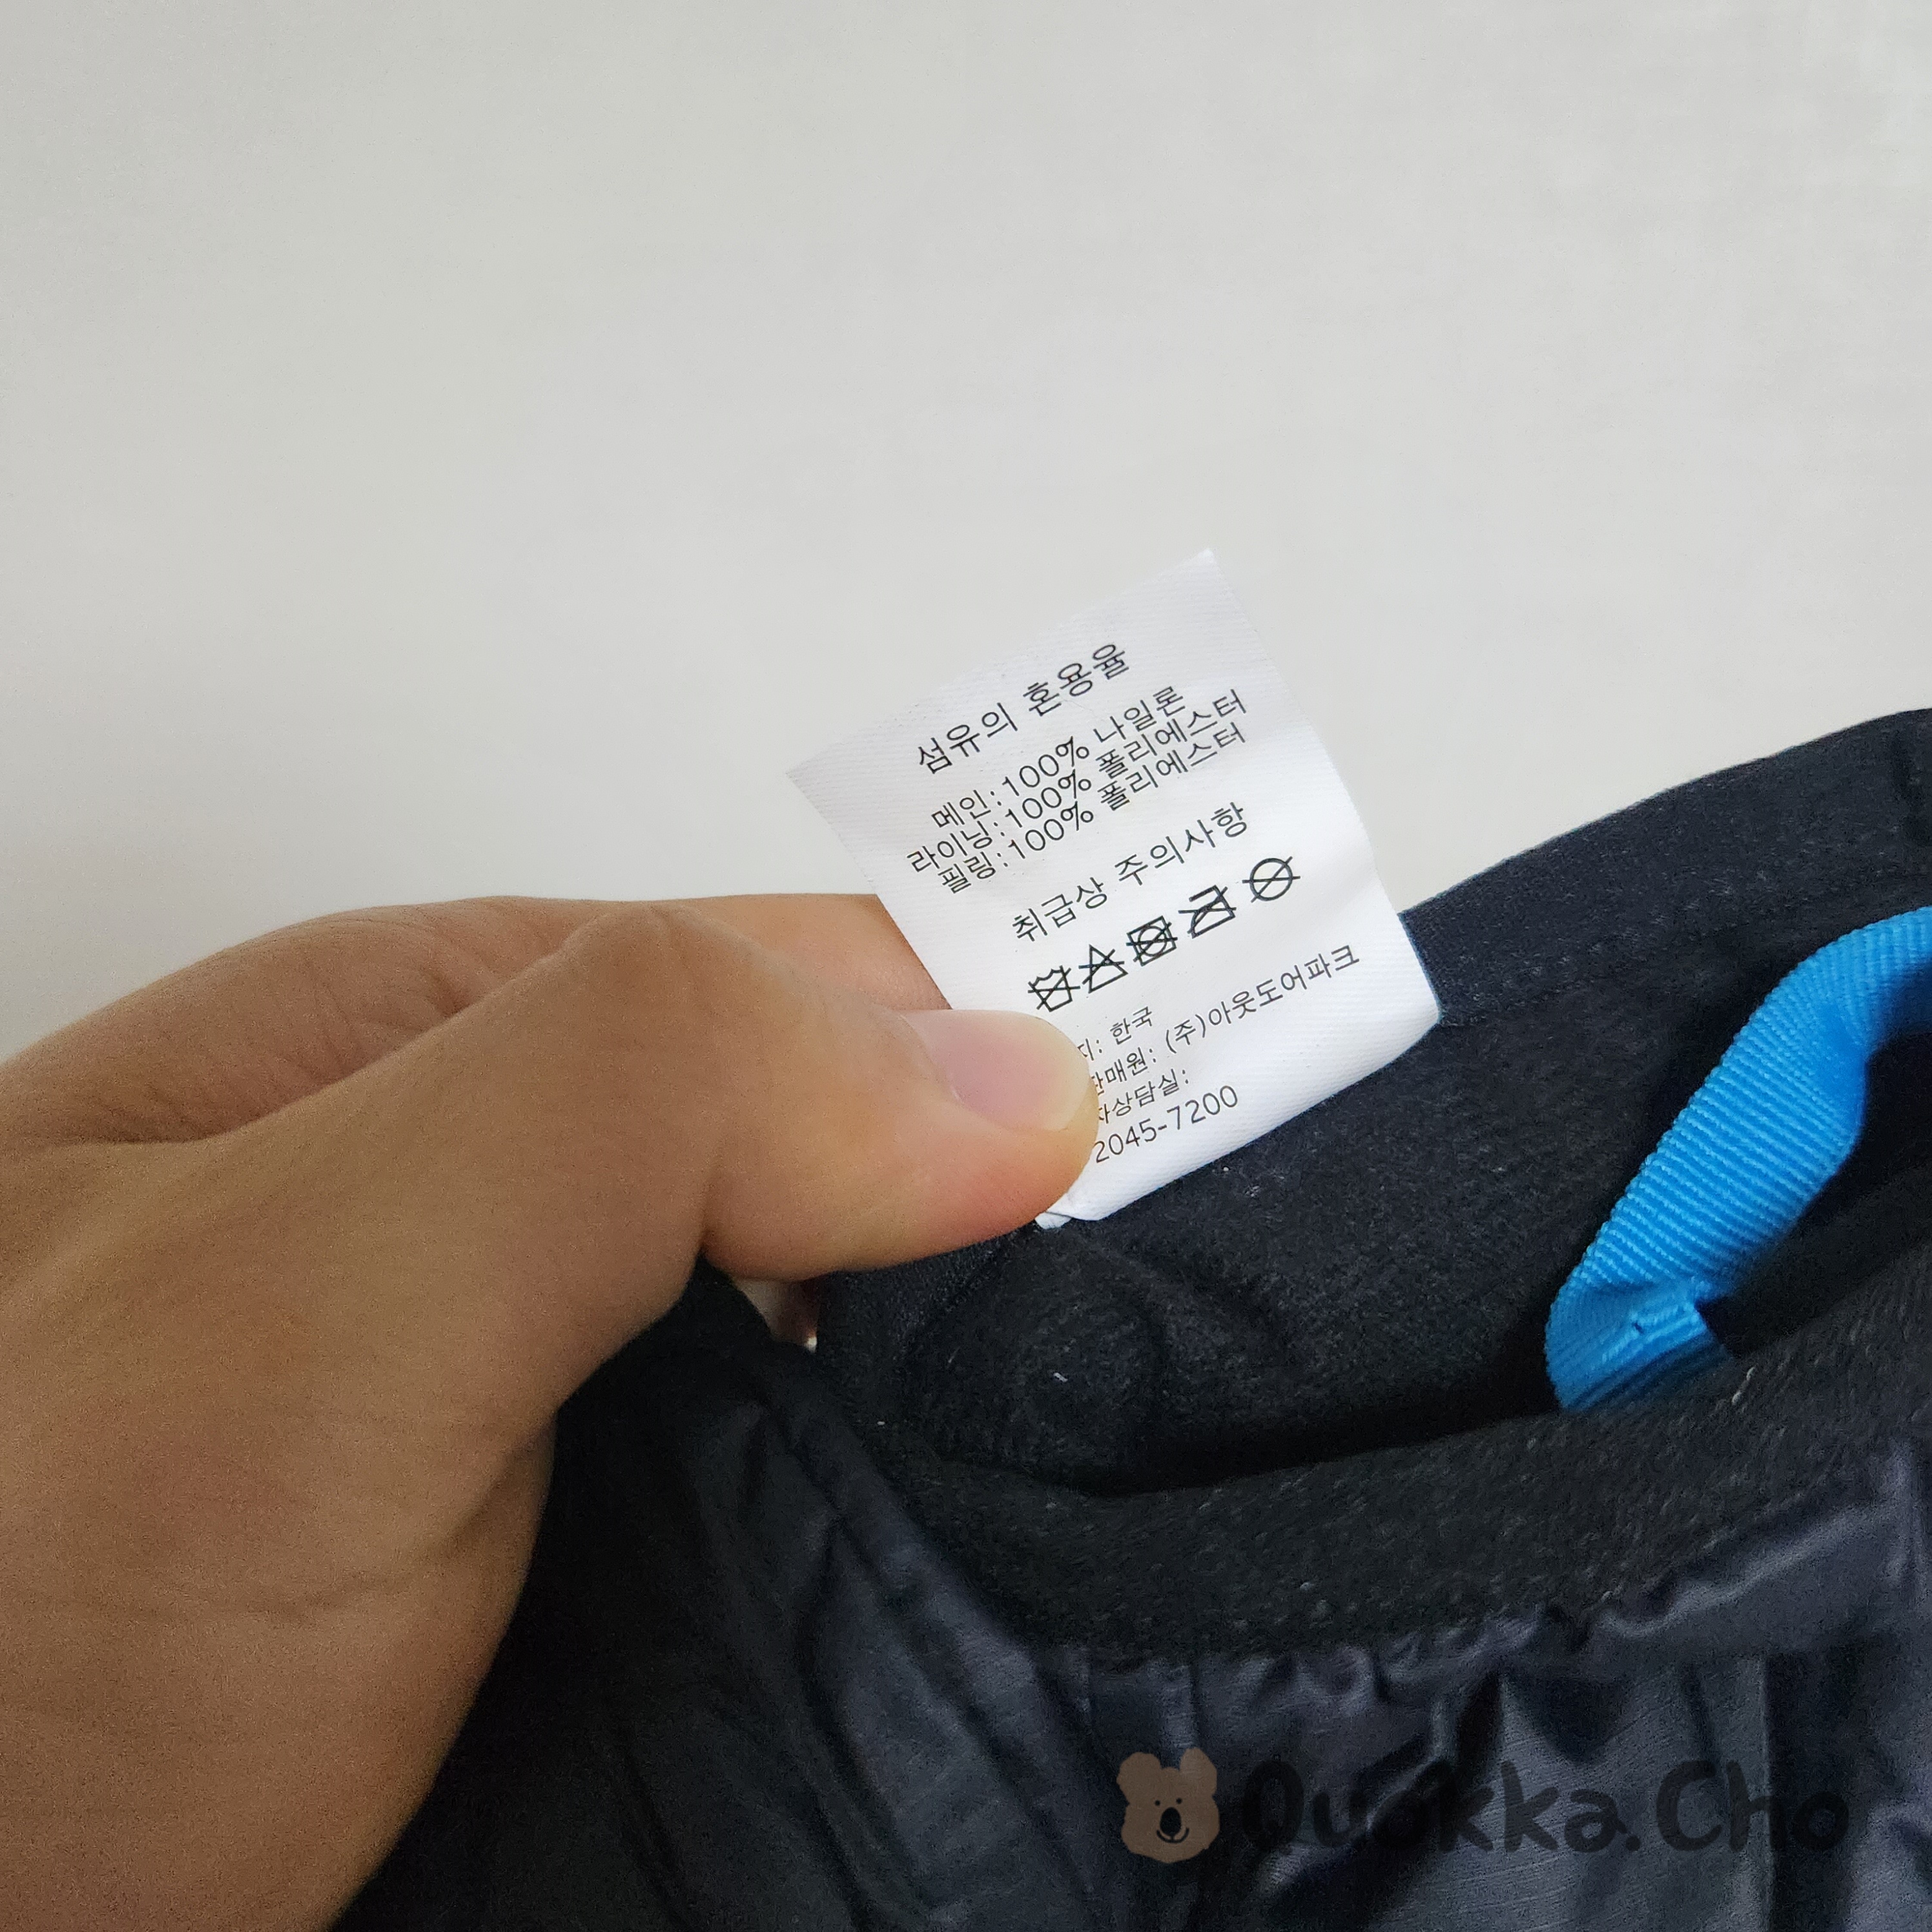 섬유의 혼용율
메인:100% 나일론
라이닝:100% 폴리에스터
필링:100% 폴리에스터
취급상 주의사항
지: 한국
판매원: (주)아웃도어파크
자상담실:
2045-7200
Quokka.Cho